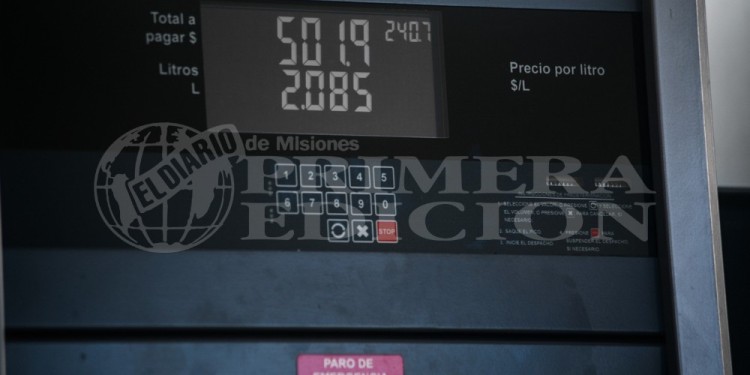 Total a
pagar $
501.9
240.7
Litros
L
2.085
Precio por litro
$/L
EL DIARIO
de Misiones
PRIMERA
EDICION
1 2 3 4 5
6 7 8 9 0
STOP
PARO DE
EMERGENCIA